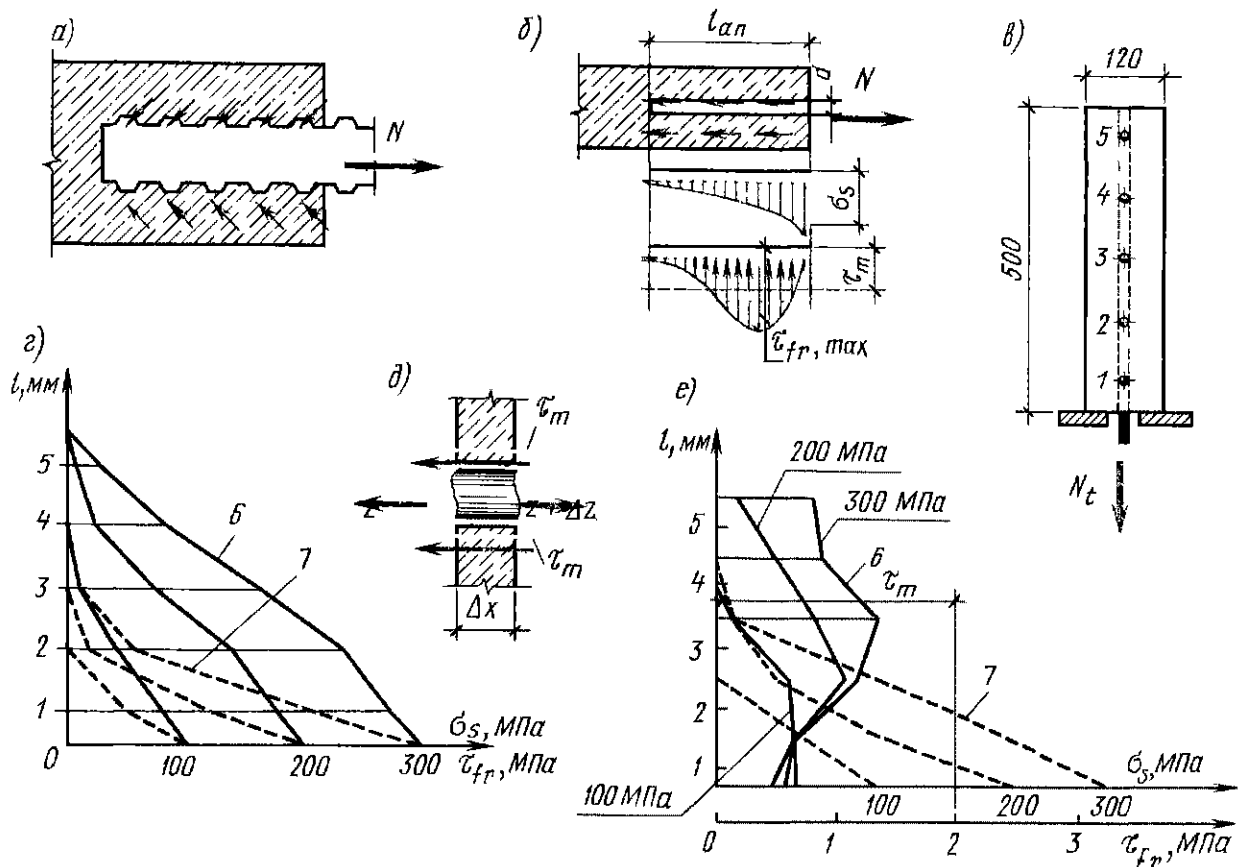 а)
N
б)
lап
d
N
σs
τm
τfr, max
в)
120
500
5
4
3
2
1
Nt
г)
l, мм
5
4
3
2
1
0
6
7
100
200
300
σs, МПа
τfr, МПа
д)
τm
z
z + Δz
τm
Δx
е)
l, мм
200 МПа
300 МПа
6
τm
7
5
4
3
2
1
100 МПа
σs, МПа
100
200
300
0
1
2
3
τfr, МПа